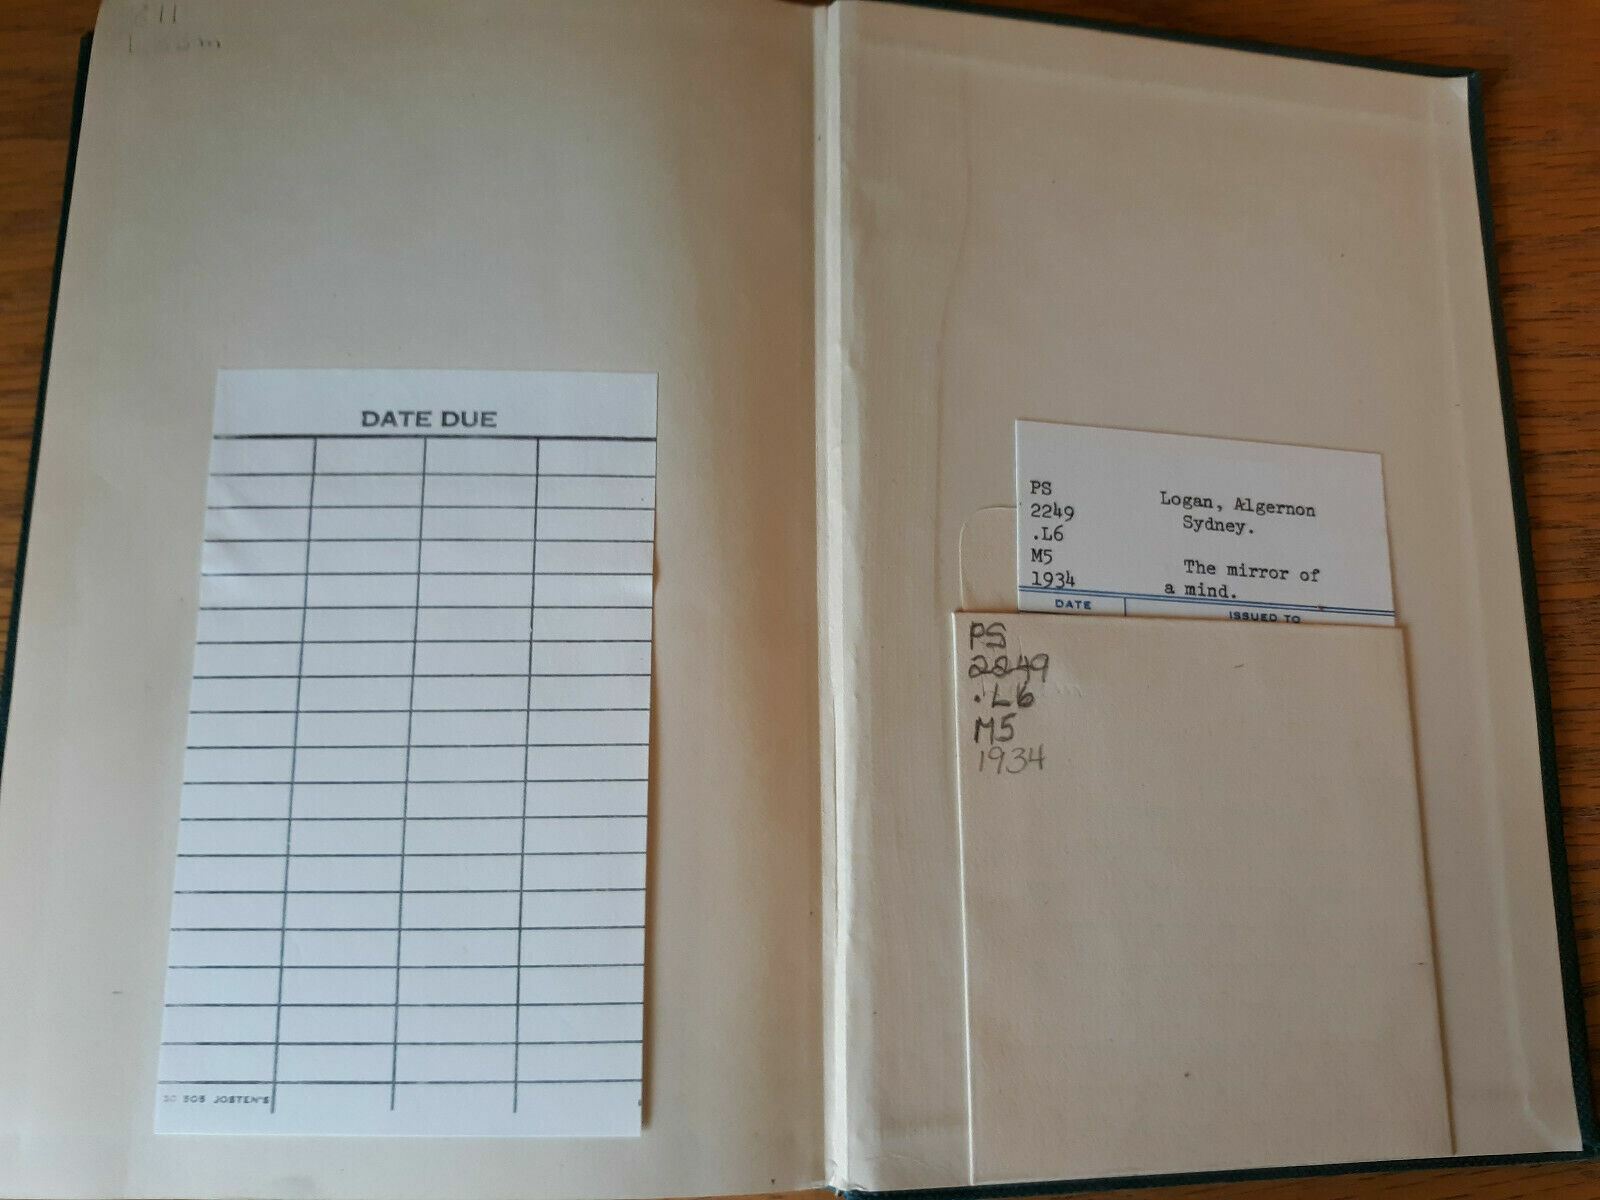 DATE DUE
JOSTEN'S
PS
2249
.L6
M5
1934
Logan, Algernon
Sydney.
The mirror of
a mind.
DATE ISSUED TO
PS
2249
.L6
M5
1934